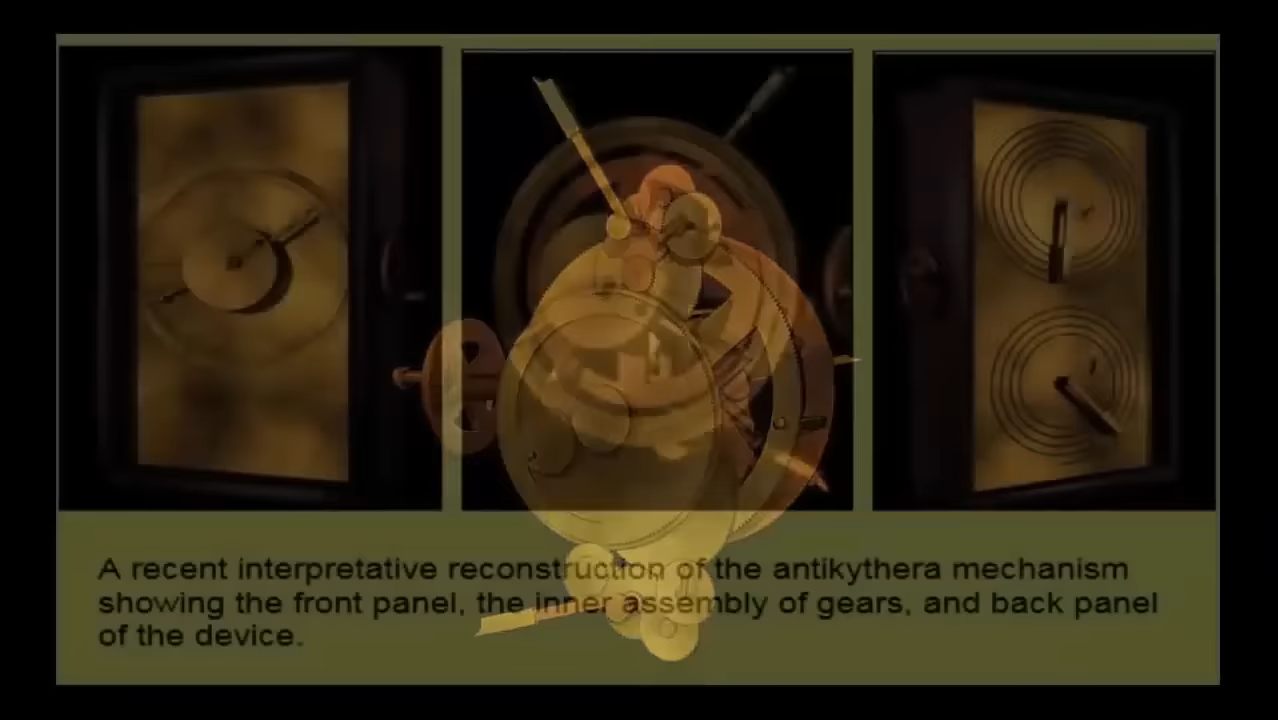 A recent interpretative reconstruction of the antikythera mechanism
showing the front panel, the inner assembly of gears, and back panel
of the device.